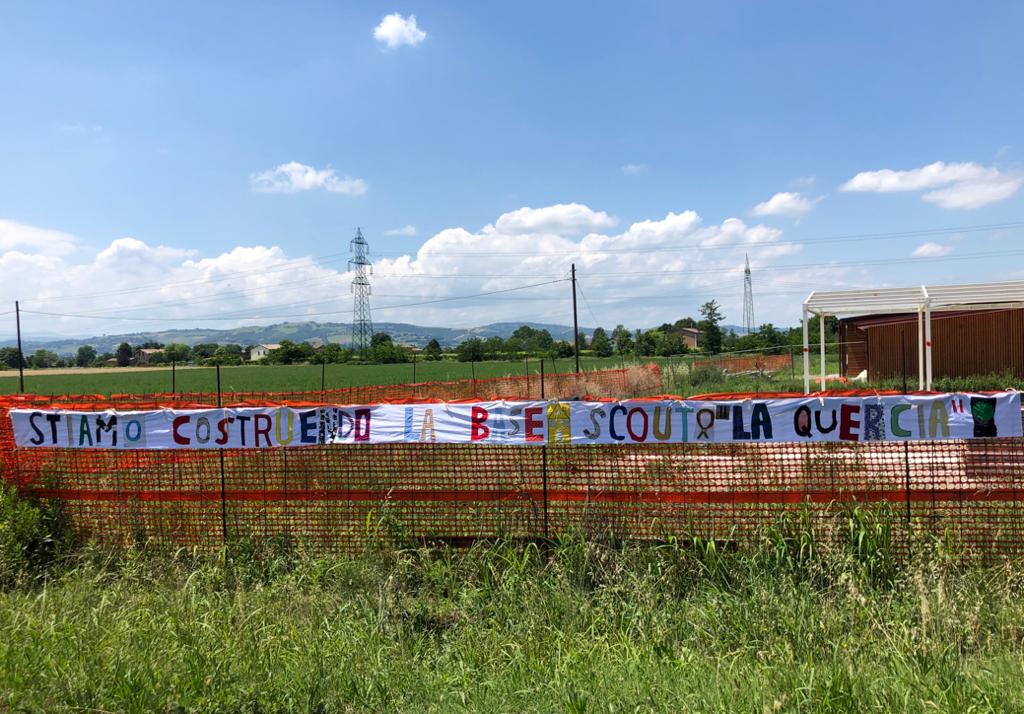 STIAMO COSTRUENDO LA BASE SCOUT "LA QUERCIA"